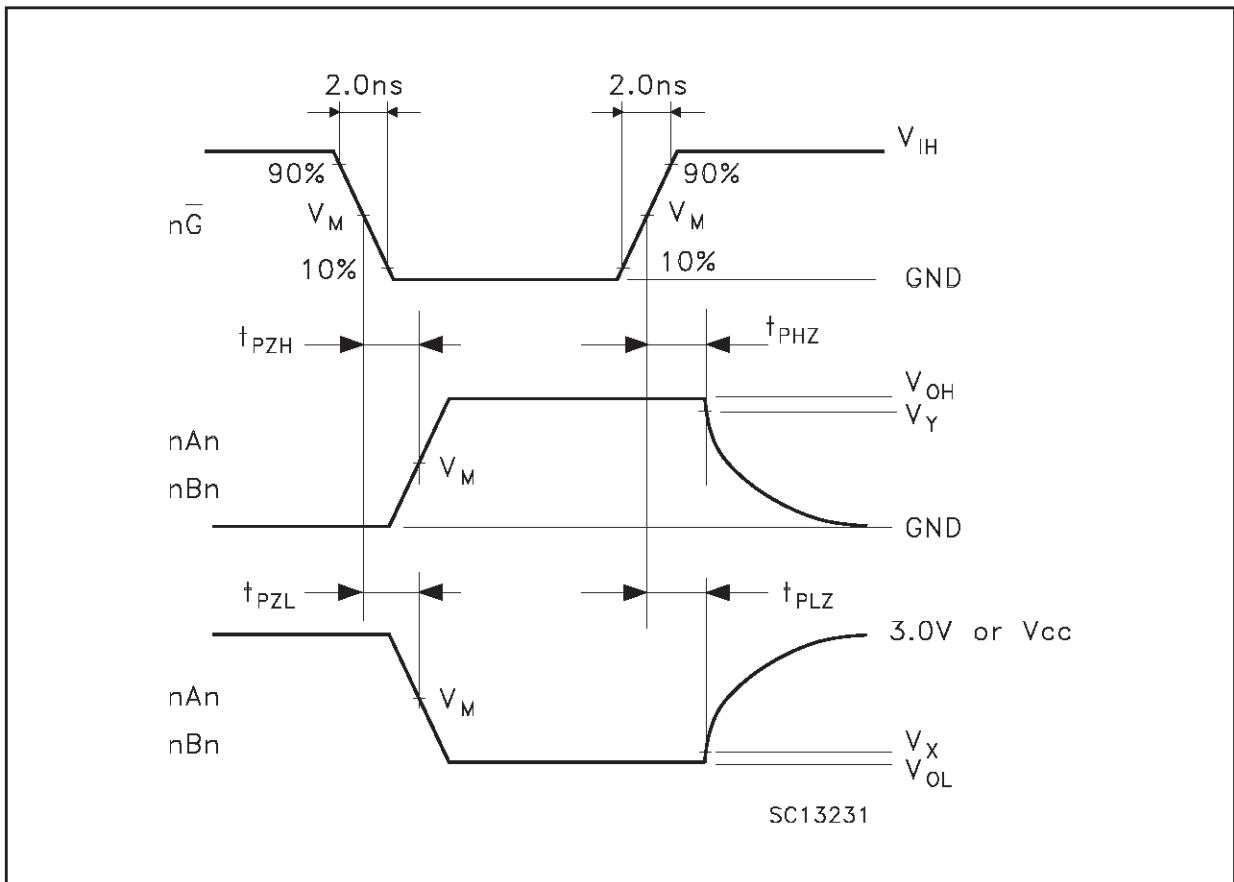 2.0ns 2.0ns
V_IH
90% 90%
nG̅ V_M V_M
10% 10%
GND
t_PZH t_PHZ
V_OH
V_Y
nAn
V_M
nBn
GND
t_PZL t_PLZ
3.0V or Vcc
nAn V_M
nBn
V_X
V_OL
SC13231